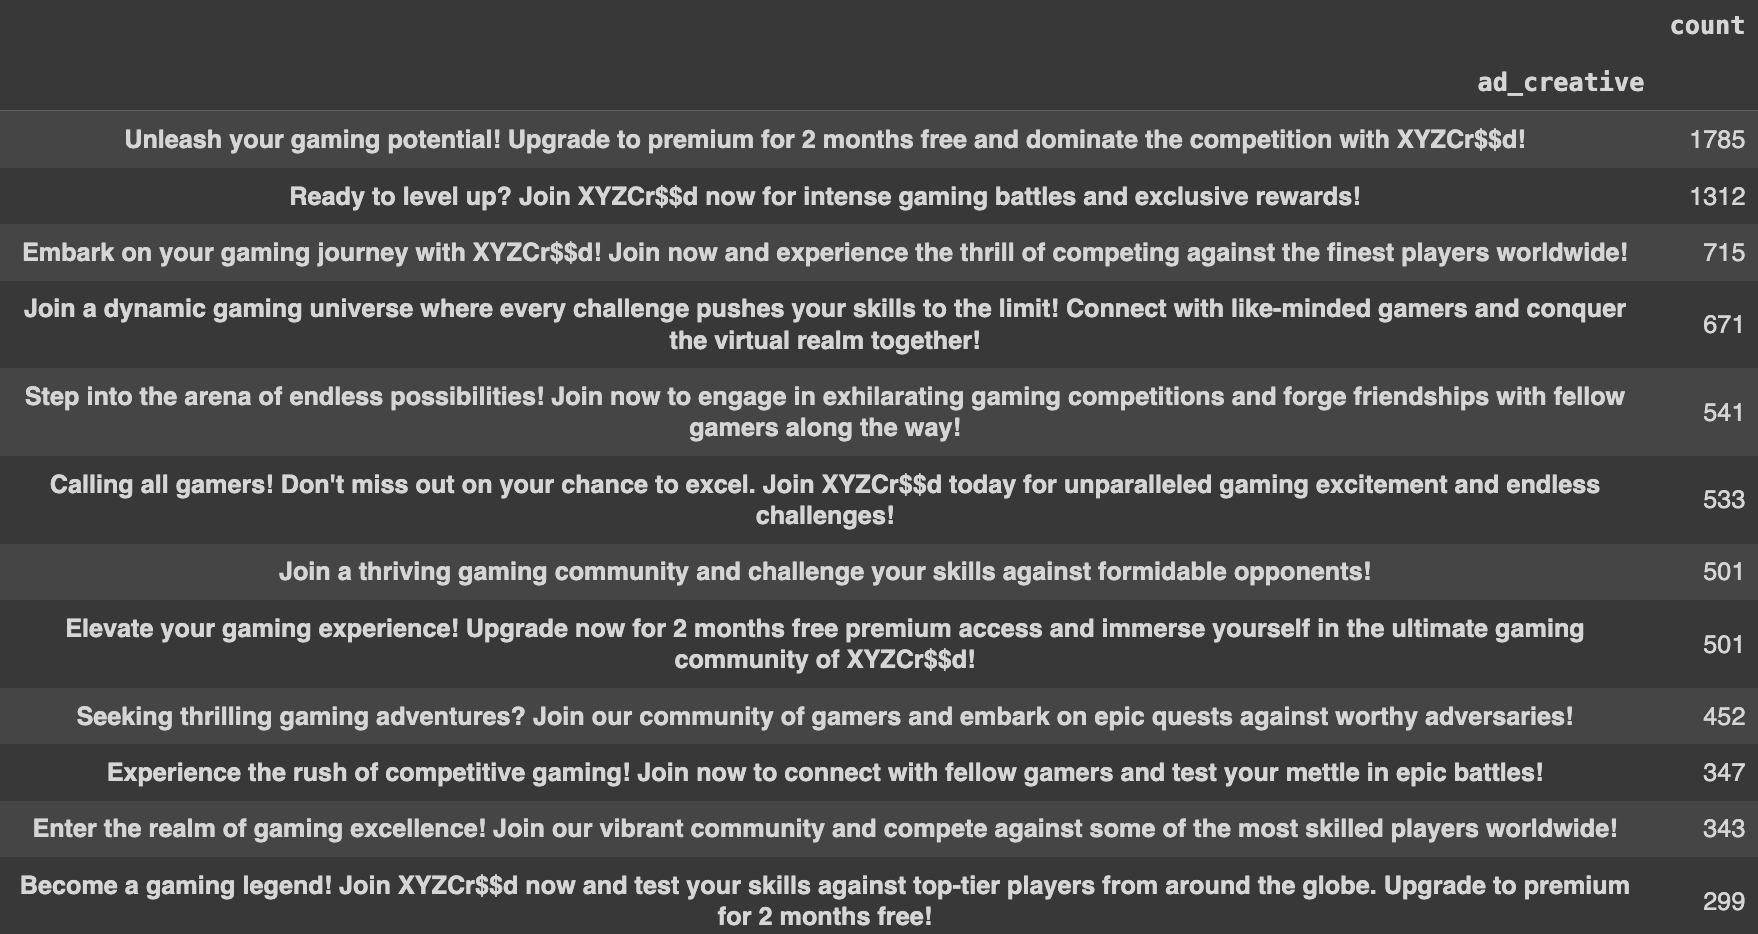 count
ad_creative
Unleash your gaming potential! Upgrade to premium for 2 months free and dominate the competition with XYZCr$$d! 1785
Ready to level up? Join XYZCr$$d now for intense gaming battles and exclusive rewards! 1312
Embark on your gaming journey with XYZCr$$d! Join now and experience the thrill of competing against the finest players worldwide! 715
Join a dynamic gaming universe where every challenge pushes your skills to the limit! Connect with like-minded gamers and conquer
the virtual realm together! 671
Step into the arena of endless possibilities! Join now to engage in exhilarating gaming competitions and forge friendships with fellow
gamers along the way! 541
Calling all gamers! Don't miss out on your chance to excel. Join XYZCr$$d today for unparalleled gaming excitement and endless
challenges! 533
Join a thriving gaming community and challenge your skills against formidable opponents! 501
Elevate your gaming experience! Upgrade now for 2 months free premium access and immerse yourself in the ultimate gaming
community of XYZCr$$d! 501
Seeking thrilling gaming adventures? Join our community of gamers and embark on epic quests against worthy adversaries! 452
Experience the rush of competitive gaming! Join now to connect with fellow gamers and test your mettle in epic battles! 347
Enter the realm of gaming excellence! Join our vibrant community and compete against some of the most skilled players worldwide! 343
Become a gaming legend! Join XYZCr$$d now and test your skills against top-tier players from around the globe. Upgrade to premium
for 2 months free! 299